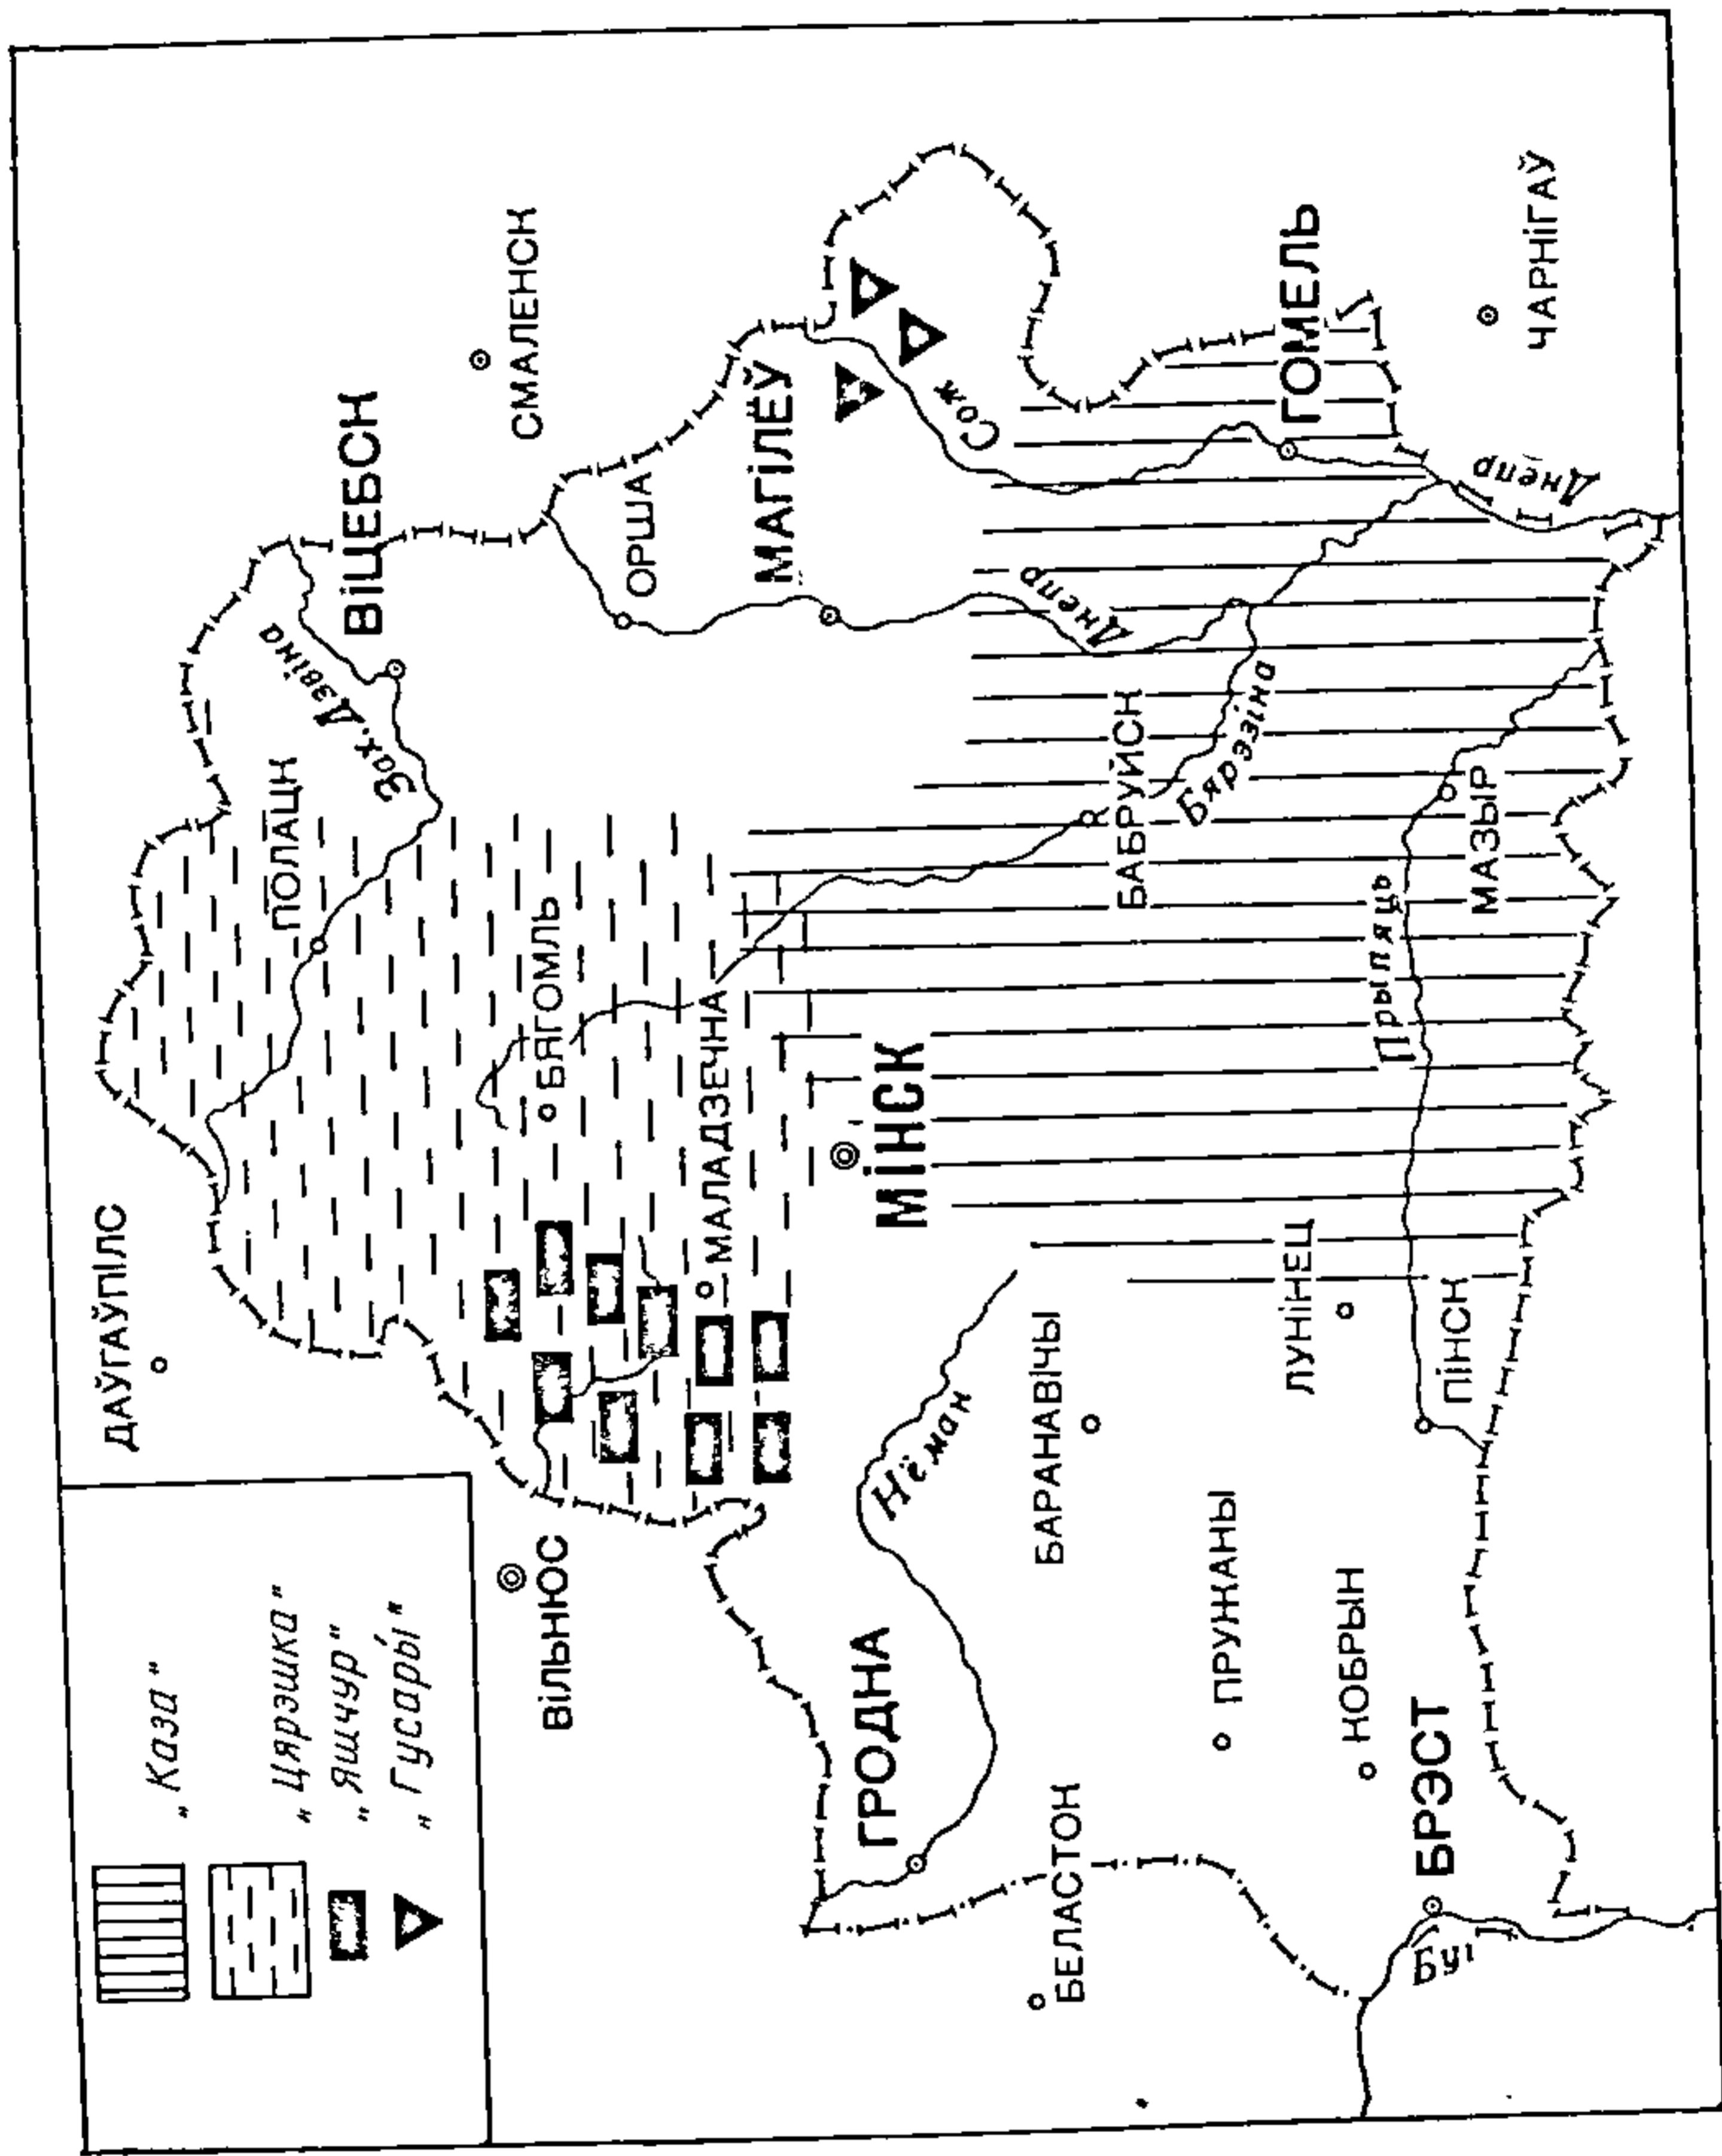 „Каза"
„Цярэшка"
„Яшчур"
„Гусары́"
ДАЎГАЎПІЛС
ПОЛАЦК
Зах. Дзвіна
ВІЦЕБСК
СМАЛЕНСК
ВІЛЬНЮС
БЯГОМЛЬ
ОРША
МАЛАДЗЕЧНА
МАГІЛЁЎ
МІНСК
ГРОДНА
Нёман
Сож
Днепр
БАРАНАВІЧЫ
БЕЛАСТОК
БАБРУЙСК
Бярэзіна
ПРУЖАНЫ
ЛУНІНЕЦ
ГОМЕЛЬ
КОБРЫН
Прыпяць
БРЭСТ
ПІНСК
МАЗЫР
Буг
Днепр
ЧАРНІГАЎ